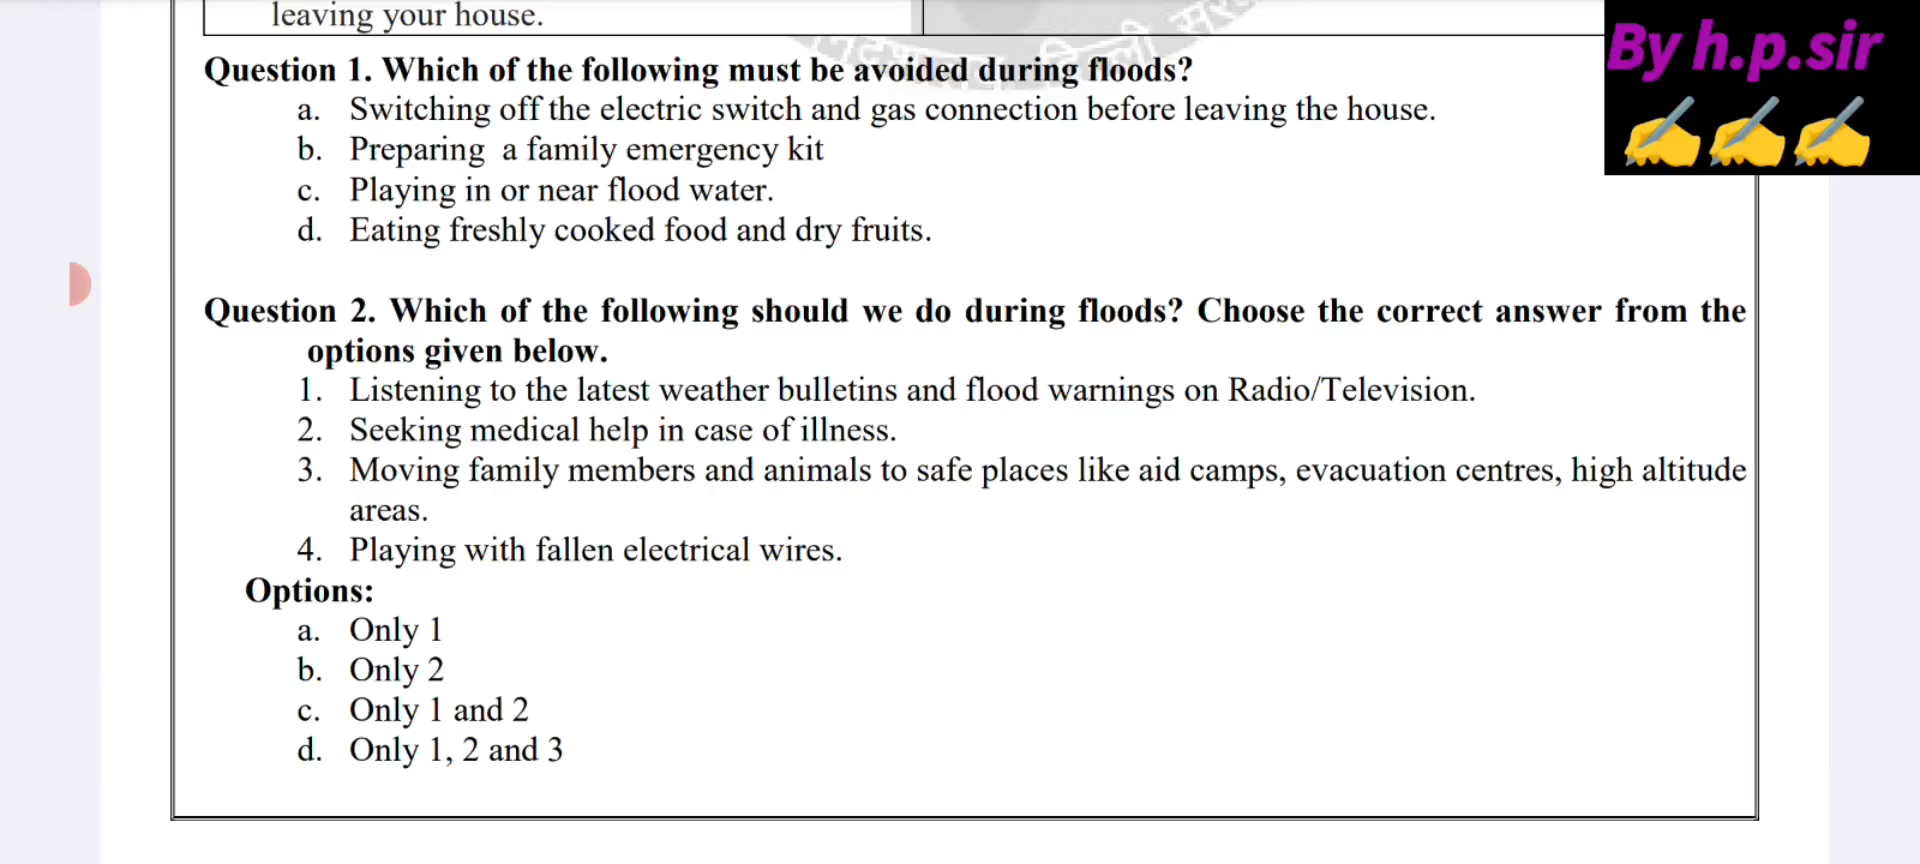 leaving your house.
By h.p.sir
Question 1. Which of the following must be avoided during floods?
a. Switching off the electric switch and gas connection before leaving the house.
b. Preparing a family emergency kit
c. Playing in or near flood water.
d. Eating freshly cooked food and dry fruits.
Question 2. Which of the following should we do during floods? Choose the correct answer from the
options given below.
1. Listening to the latest weather bulletins and flood warnings on Radio/Television.
2. Seeking medical help in case of illness.
3. Moving family members and animals to safe places like aid camps, evacuation centres, high altitude
areas.
4. Playing with fallen electrical wires.
Options:
a. Only 1
b. Only 2
c. Only 1 and 2
d. Only 1, 2 and 3